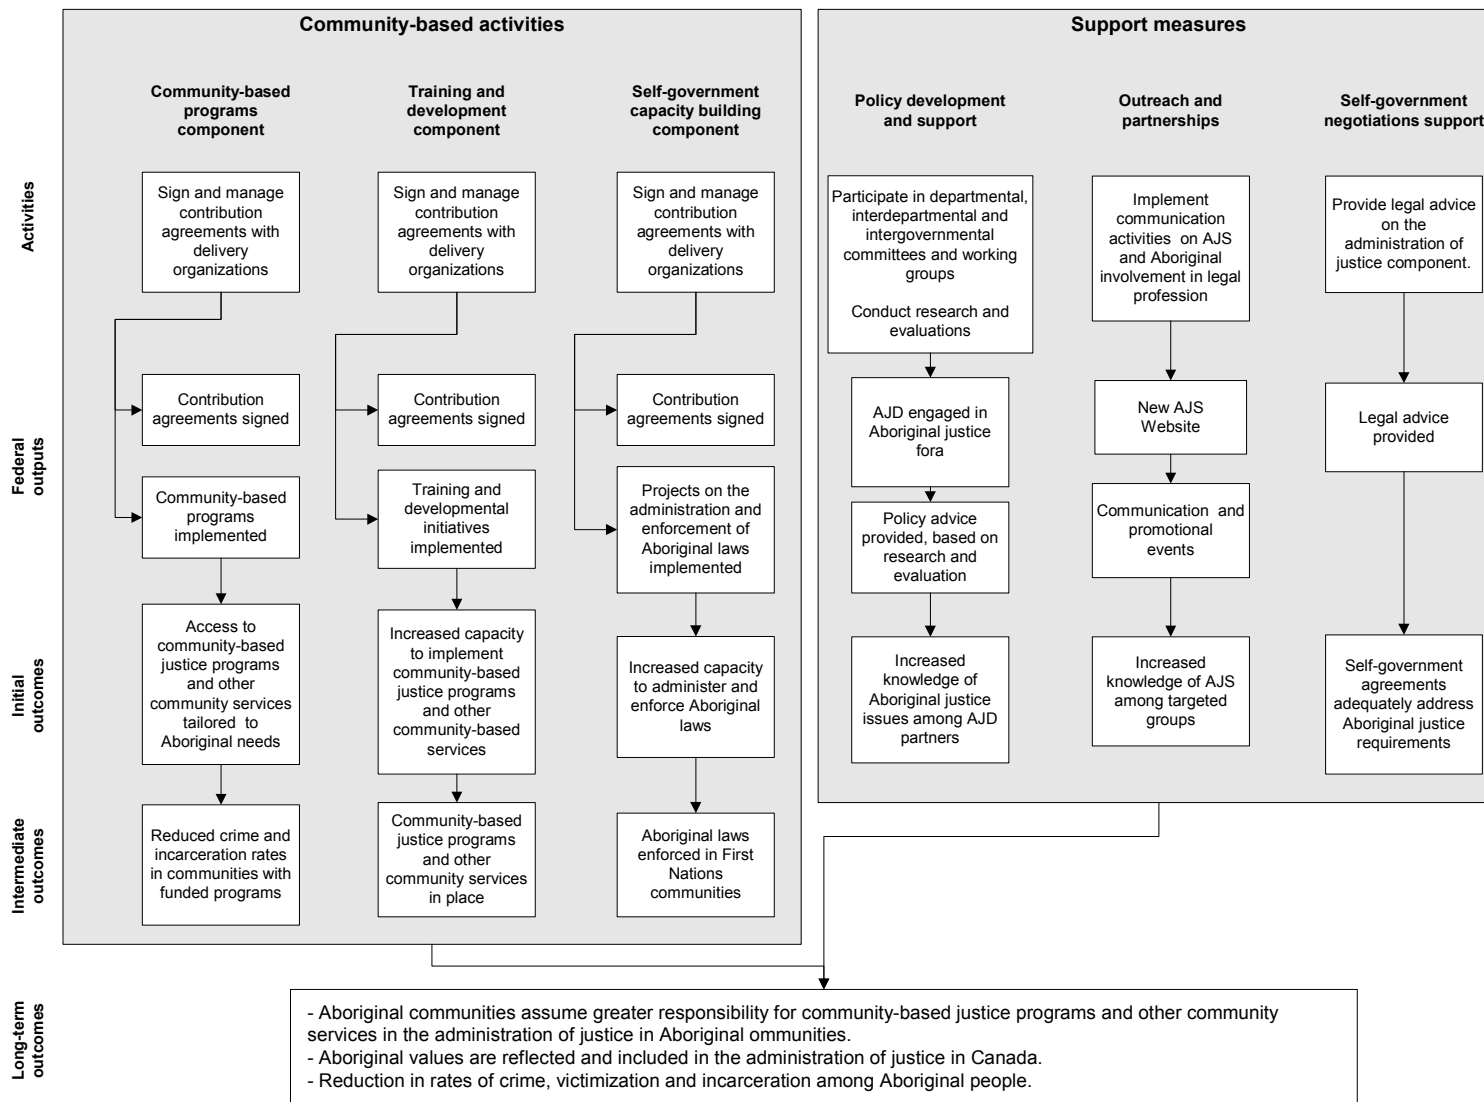 Community-based activities
Support measures
Community-based
programs
component
Training and
development
component
Self-government
capacity building
component
Policy development
and support
Outreach and
partnerships
Self-government
negotiations support
Activities
Sign and manage
contribution
agreements with
delivery
organizations
Sign and manage
contribution
agreements with
delivery
organizations
Sign and manage
contribution
agreements with
delivery
organizations
Participate in departmental,
interdepartmental and
intergovernmental
committees and working
groups
Conduct research and
evaluations
Implement
communication
activities on AJS
and Aboriginal
involvement in legal
profession
Provide legal advice
on the
administration of
justice component.
Federal
outputs
Contribution
agreements signed
Contribution
agreements signed
Contribution
agreements signed
AJD engaged in
Aboriginal justice
fora
New AJS
Website
Legal advice
provided
Community-based
programs
implemented
Training and
developmental
initiatives
implemented
Projects on the
administration and
enforcement of
Aboriginal laws
implemented
Policy advice
provided, based on
research and
evaluation
Communication and
promotional
events
Initial
outcomes
Access to
community-based
justice programs
and other
community services
tailored to
Aboriginal needs
Increased capacity
to implement
community-based
justice programs
and other
community-based
services
Increased capacity
to administer and
enforce Aboriginal
laws
Increased
knowledge of
Aboriginal justice
issues among AJD
partners
Increased
knowledge of AJS
among targeted
groups
Self-government
agreements
adequately address
Aboriginal justice
requirements
Intermediate
outcomes
Reduced crime and
incarceration rates
in communities with
funded programs
Community-based
justice programs
and other
community services
in place
Aboriginal laws
enforced in First
Nations
communities
Long-term
outcomes
- Aboriginal communities assume greater responsibility for community-based justice programs and other community
services in the administration of justice in Aboriginal ommunities.
- Aboriginal values are reflected and included in the administration of justice in Canada.
- Reduction in rates of crime, victimization and incarceration among Aboriginal people.